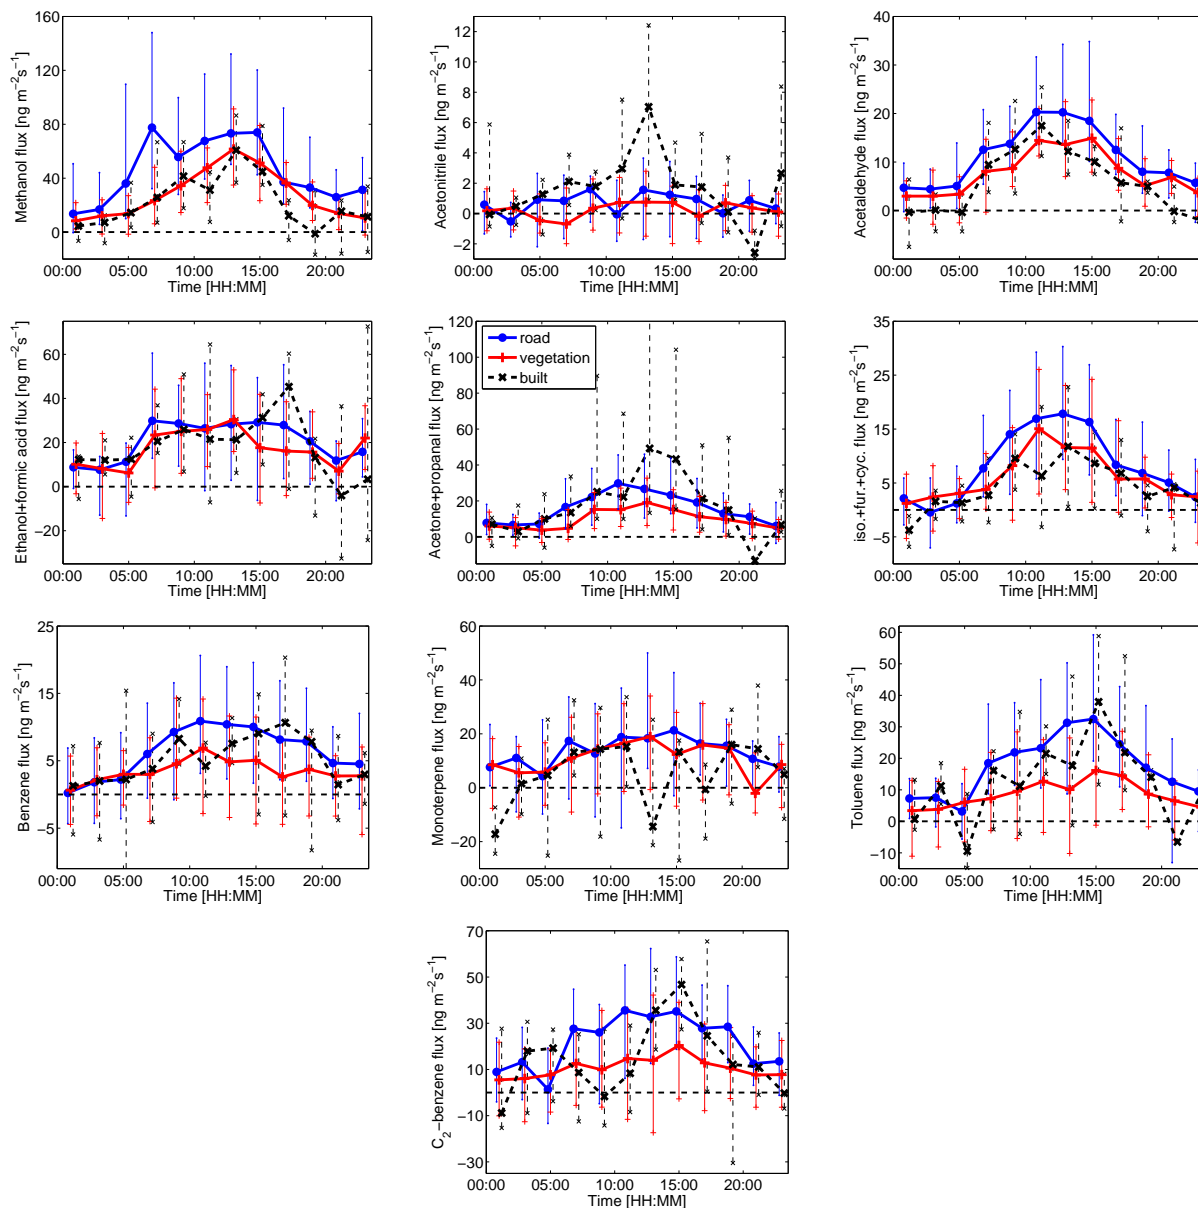 Methanol flux [ng m−2s−1]
160
120
80
40
0
00:00 05:00 10:00 15:00 20:00
Time [HH:MM]
Acetonitrile flux [ng m−2s−1]
12
10
8
6
4
2
0
−2
00:00 05:00 10:00 15:00 20:00
Time [HH:MM]
Acetaldehyde flux [ng m−2s−1]
40
30
20
10
0
00:00 05:00 10:00 15:00 20:00
Time [HH:MM]
Ethanol+formic acid flux [ng m−2s−1]
60
40
20
0
−20
00:00 05:00 10:00 15:00 20:00
Time [HH:MM]
Acetone+propanal flux [ng m−2s−1]
120
100
80
60
40
20
0
road
vegetation
built
00:00 05:00 10:00 15:00 20:00
Time [HH:MM]
iso.+fur.+cyc. flux [ng m−2s−1]
35
25
15
5
−5
00:00 05:00 10:00 15:00 20:00
Time [HH:MM]
Benzene flux [ng m−2s−1]
25
15
5
−5
00:00 05:00 10:00 15:00 20:00
Time [HH:MM]
Monoterpene flux [ng m−2s−1]
60
40
20
0
−20
00:00 05:00 10:00 15:00 20:00
Time [HH:MM]
Toluene flux [ng m−2s−1]
60
50
40
30
20
10
0
−10
00:00 05:00 10:00 15:00 20:00
Time [HH:MM]
C2−benzene flux [ng m−2s−1]
70
50
30
10
−10
−30
00:00 05:00 10:00 15:00 20:00
Time [HH:MM]